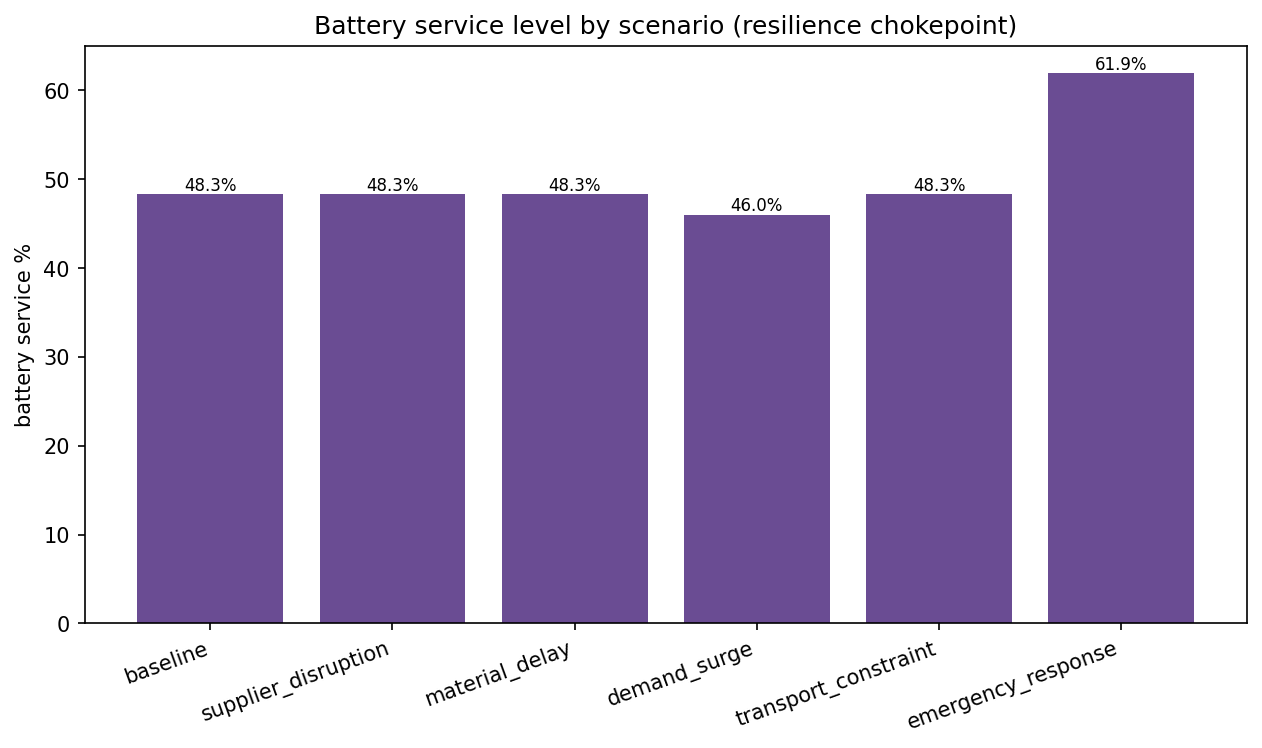 Battery service level by scenario (resilience chokepoint)
battery service %
60
50
40
30
20
10
0
48.3%
48.3%
48.3%
46.0%
48.3%
61.9%
baseline
supplier_disruption
material_delay
demand_surge
transport_constraint
emergency_response